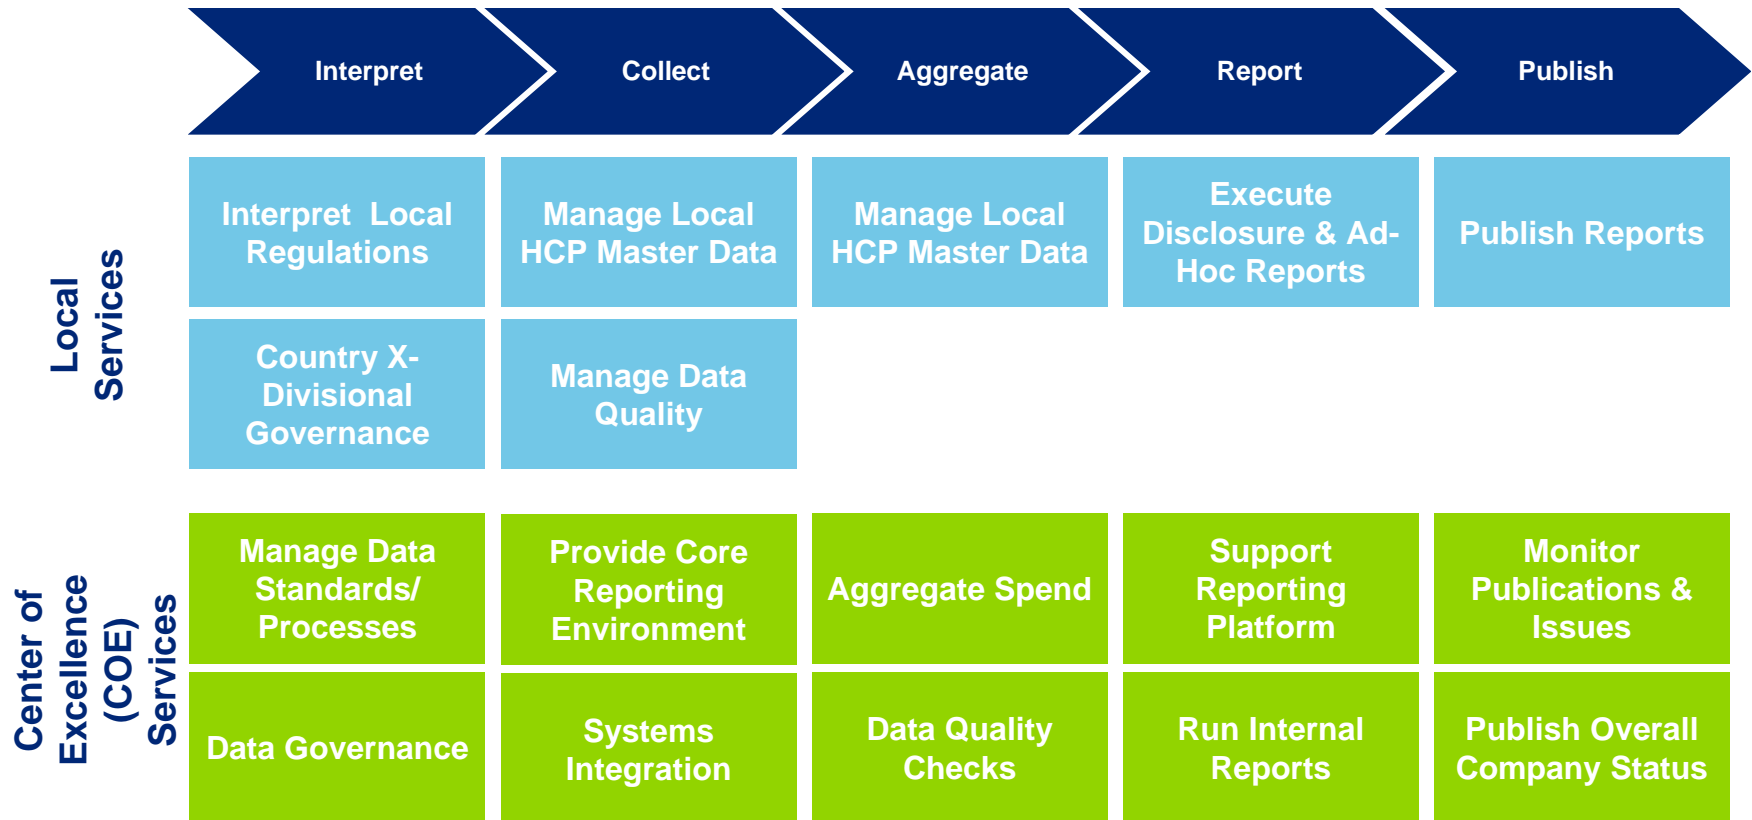 Interpret
Collect
Aggregate
Report
Publish
Local
Services
Interpret  Local
Regulations
Manage Local
HCP Master Data
Manage Local
HCP Master Data
Execute
Disclosure & Ad-
Hoc Reports
Publish Reports
Country X-
Divisional
Governance
Manage Data
Quality
Center of
Excellence
(COE)
Services
Manage Data
Standards/
Processes
Provide Core
Reporting
Environment
Aggregate Spend
Support
Reporting
Platform
Monitor
Publications &
Issues
Data Governance
Systems
Integration
Data Quality
Checks
Run Internal
Reports
Publish Overall
Company Status